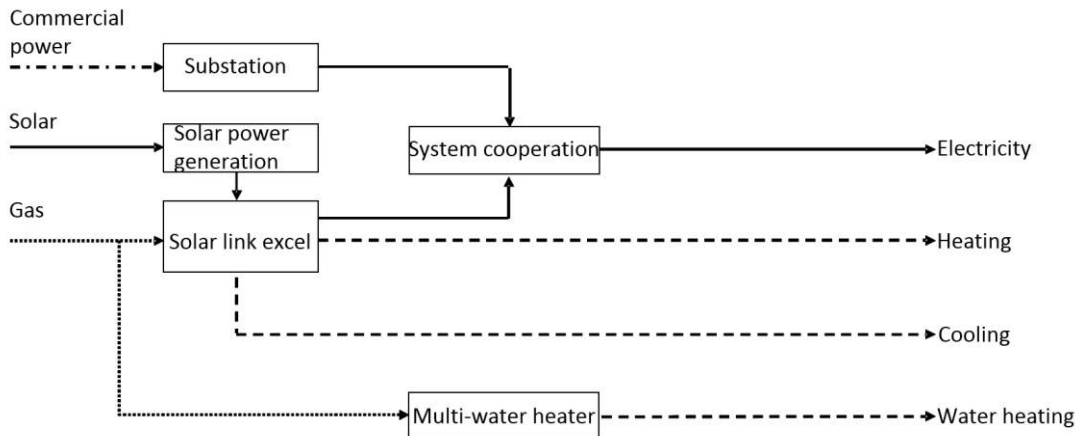 Commercial
power
Substation
Solar
Solar power
generation
System cooperation
Electricity
Gas
Solar link excel
Heating
Cooling
Multi-water heater
Water heating